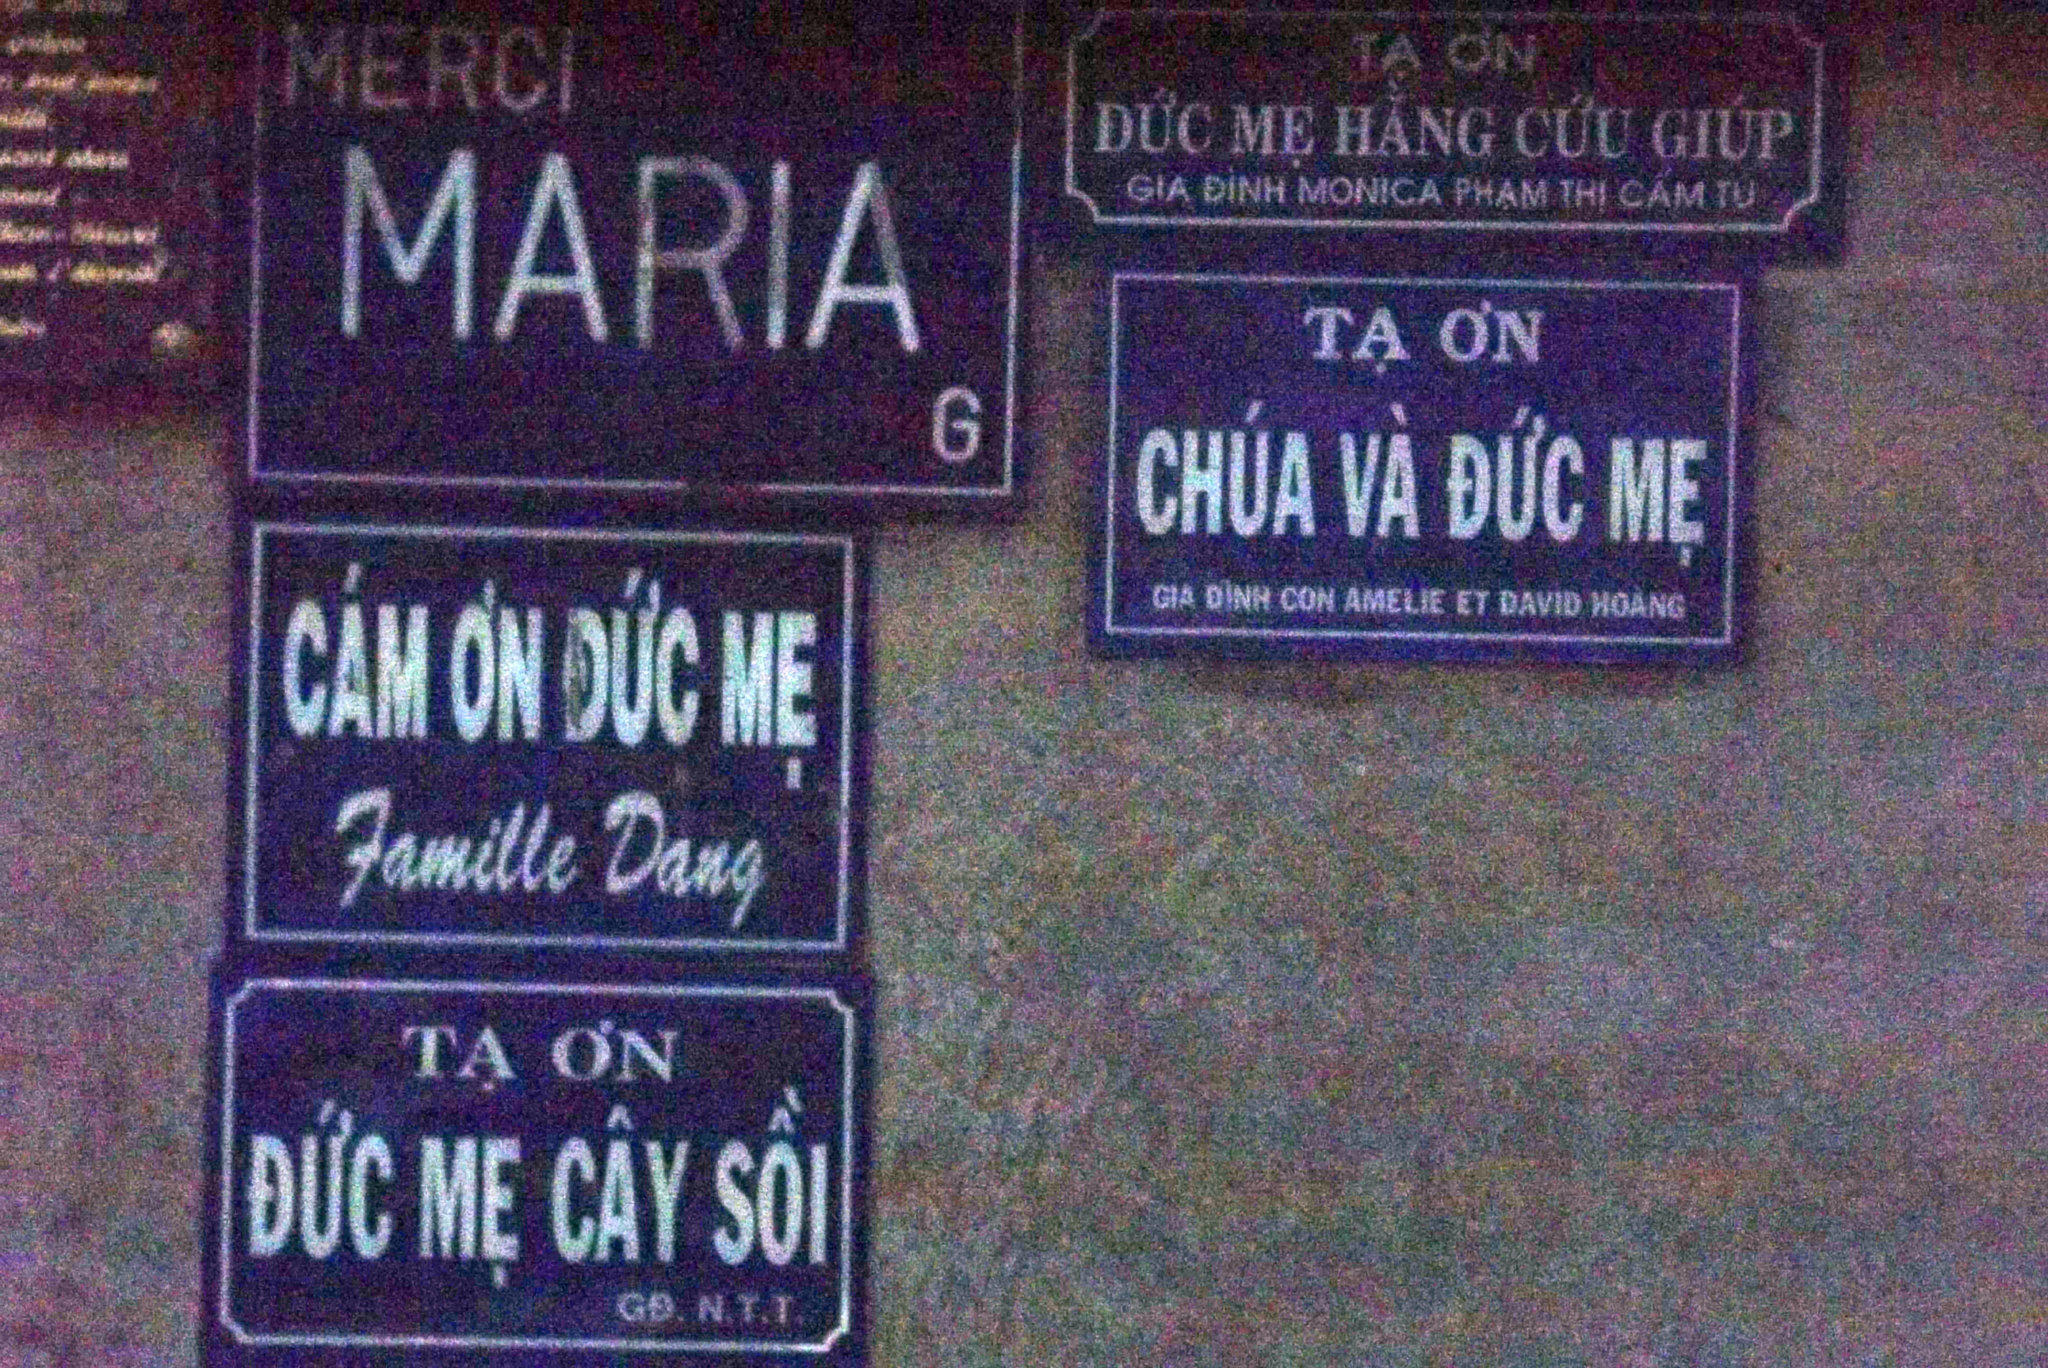 MERCI
MARIA
G
CÁM ƠN ĐỨC MẸ
Famille Dang
TẠ ƠN
ĐỨC MẸ CÂY SỒI
GĐ. N.T.T.
TẠ ƠN
ĐỨC MẸ HẰNG CỨU GIÚP
GIA ĐÌNH MONICA PHẠM THỊ CẨM TÚ
TẠ ƠN
CHÚA VÀ ĐỨC MẸ
GIA ĐÌNH CON AMELIE ET DAVID HOÀNG